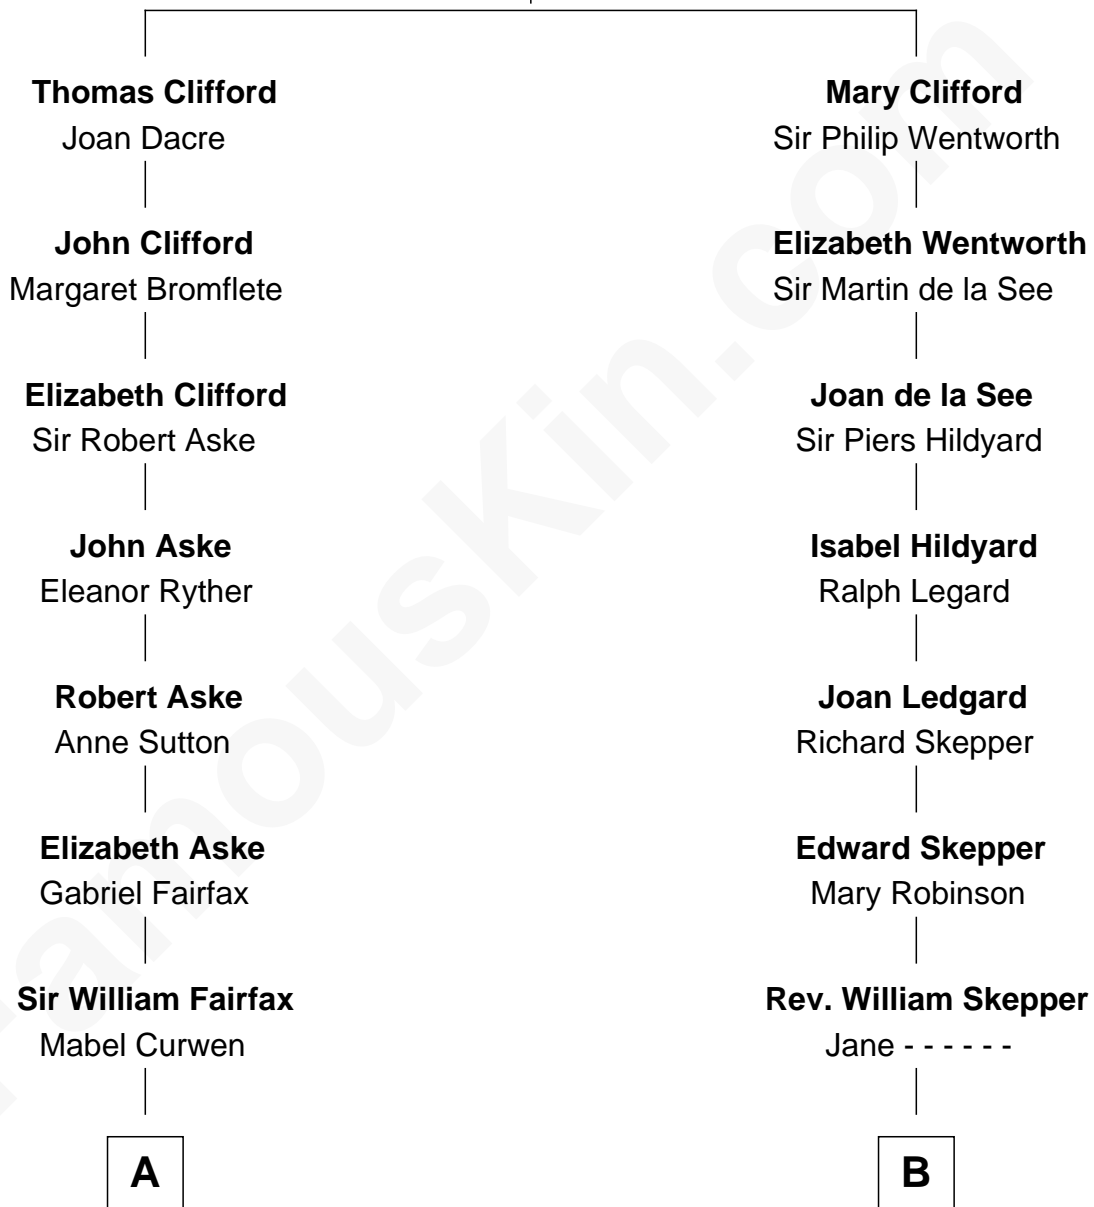 Thomas Clifford
Joan Dacre
Mary Clifford
Sir Philip Wentworth
John Clifford
Margaret Bromflete
Elizabeth Wentworth
Sir Martin de la See
Elizabeth Clifford
Sir Robert Aske
Joan de la See
Sir Piers Hildyard
John Aske
Eleanor Ryther
Isabel Hildyard
Ralph Legard
Robert Aske
Anne Sutton
Joan Ledgard
Richard Skepper
Elizabeth Aske
Gabriel Fairfax
Edward Skepper
Mary Robinson
Sir William Fairfax
Mabel Curwen
Rev. William Skepper
Jane - - - - - -
A
B
FamousKin.com